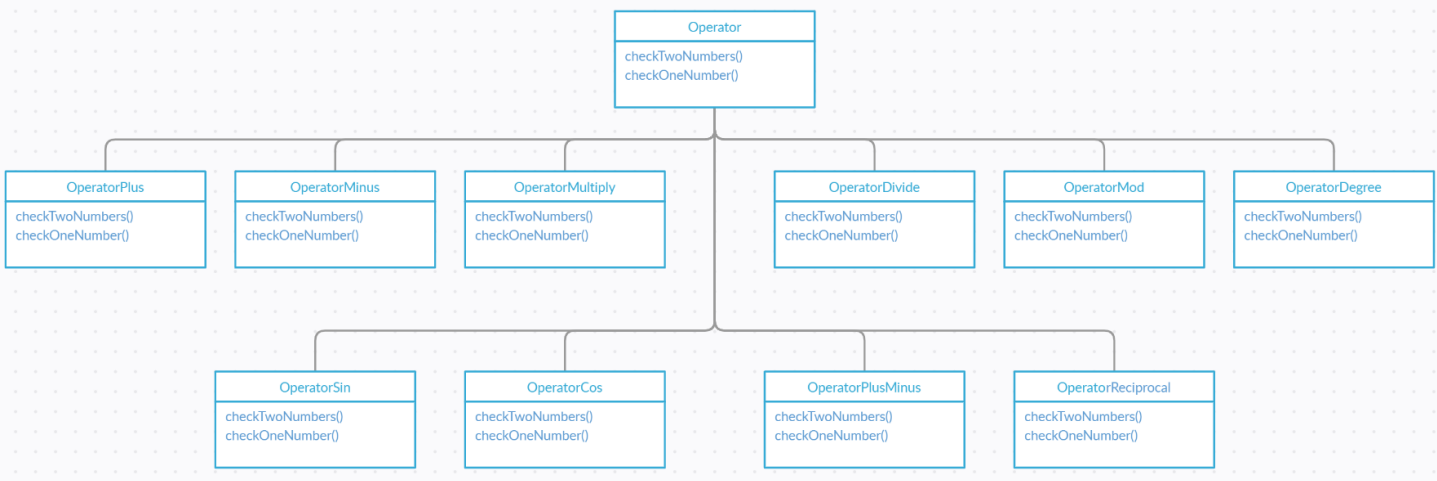 Operator
checkTwoNumbers()
checkOneNumber()
OperatorPlus
checkTwoNumbers()
checkOneNumber()
OperatorMinus
checkTwoNumbers()
checkOneNumber()
OperatorMultiply
checkTwoNumbers()
checkOneNumber()
OperatorDivide
checkTwoNumbers()
checkOneNumber()
OperatorMod
checkTwoNumbers()
checkOneNumber()
OperatorDegree
checkTwoNumbers()
checkOneNumber()
OperatorSin
checkTwoNumbers()
checkOneNumber()
OperatorCos
checkTwoNumbers()
checkOneNumber()
OperatorPlusMinus
checkTwoNumbers()
checkOneNumber()
OperatorReciprocal
checkTwoNumbers()
checkOneNumber()